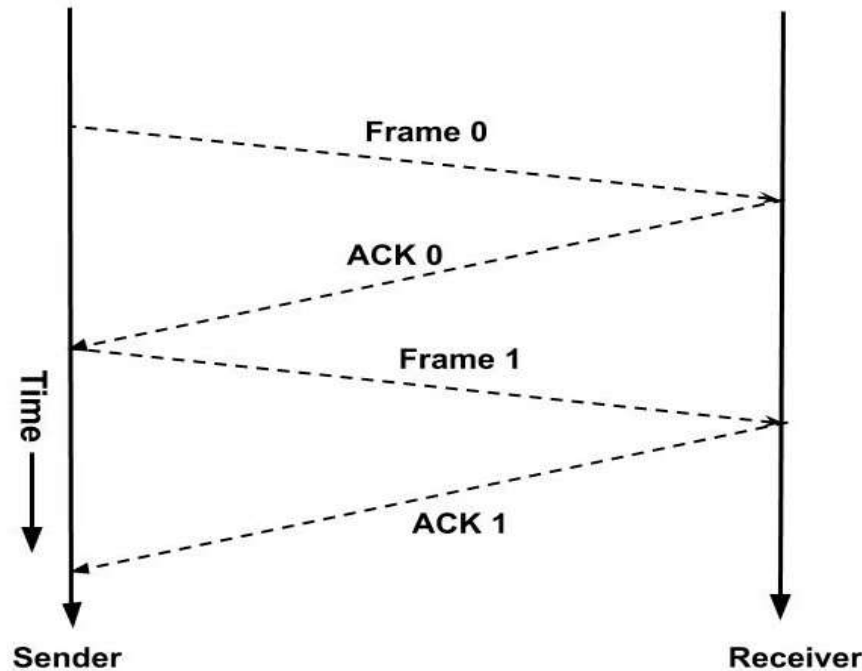 Frame 0
ACK 0
Frame 1
Time
ACK 1
Sender
Receiver